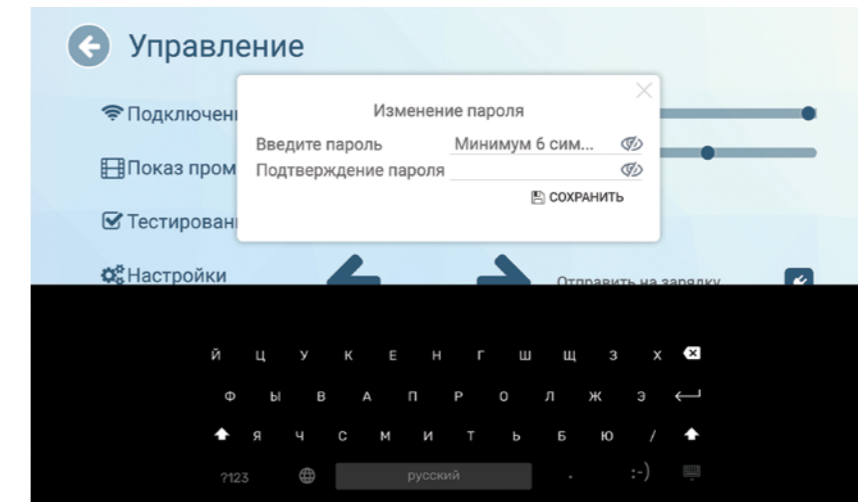 Управление
Изменение пароля
Подключен
Введите пароль Минимум 6 сим...
Показ пром
Подтверждение пароля
СОХРАНИТЬ
Тестирован
Настройки
Отправить на зарядку
й ц у к е н г ш щ з х
ф ы в а п р о л ж э
я ч с м и т ь б ю /
?123 русский . :-)